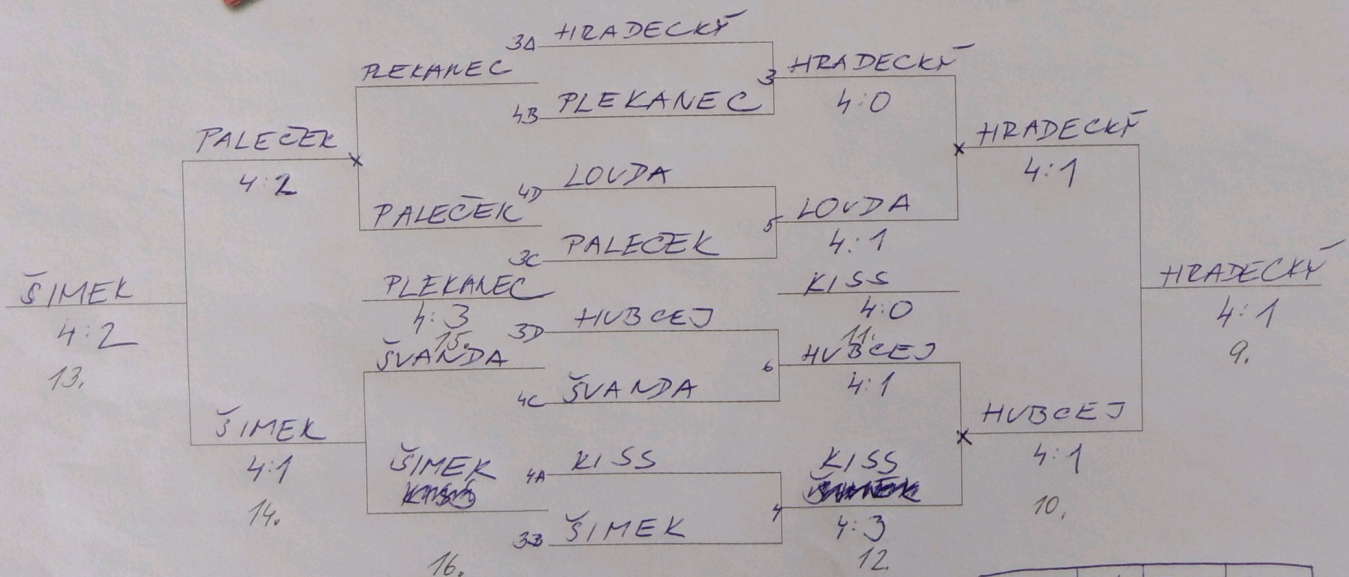 3A HRADECKÝ
PLEKANEC
3 HRADECKÝ
4:0
4B PLEKANEC
PALEČEK
4:2
HRADECKÝ
4:1
4D LOUDA
PALEČEK
5 LOUDA
4:1
3C PALEČEK
ŠIMEK
4:2
13.
PLEKANEC
4:3
15.
KISS
4:0
11.
HRADECKÝ
4:1
9.
3D HUBCEJ
ŠVANDA
6 HUBCEJ
4:1
4C ŠVANDA
ŠIMEK
4:1
14.
HUBCEJ
4:1
10.
ŠIMEK
4A KISS
KISS
4
4:3
12.
3B ŠIMEK
16.